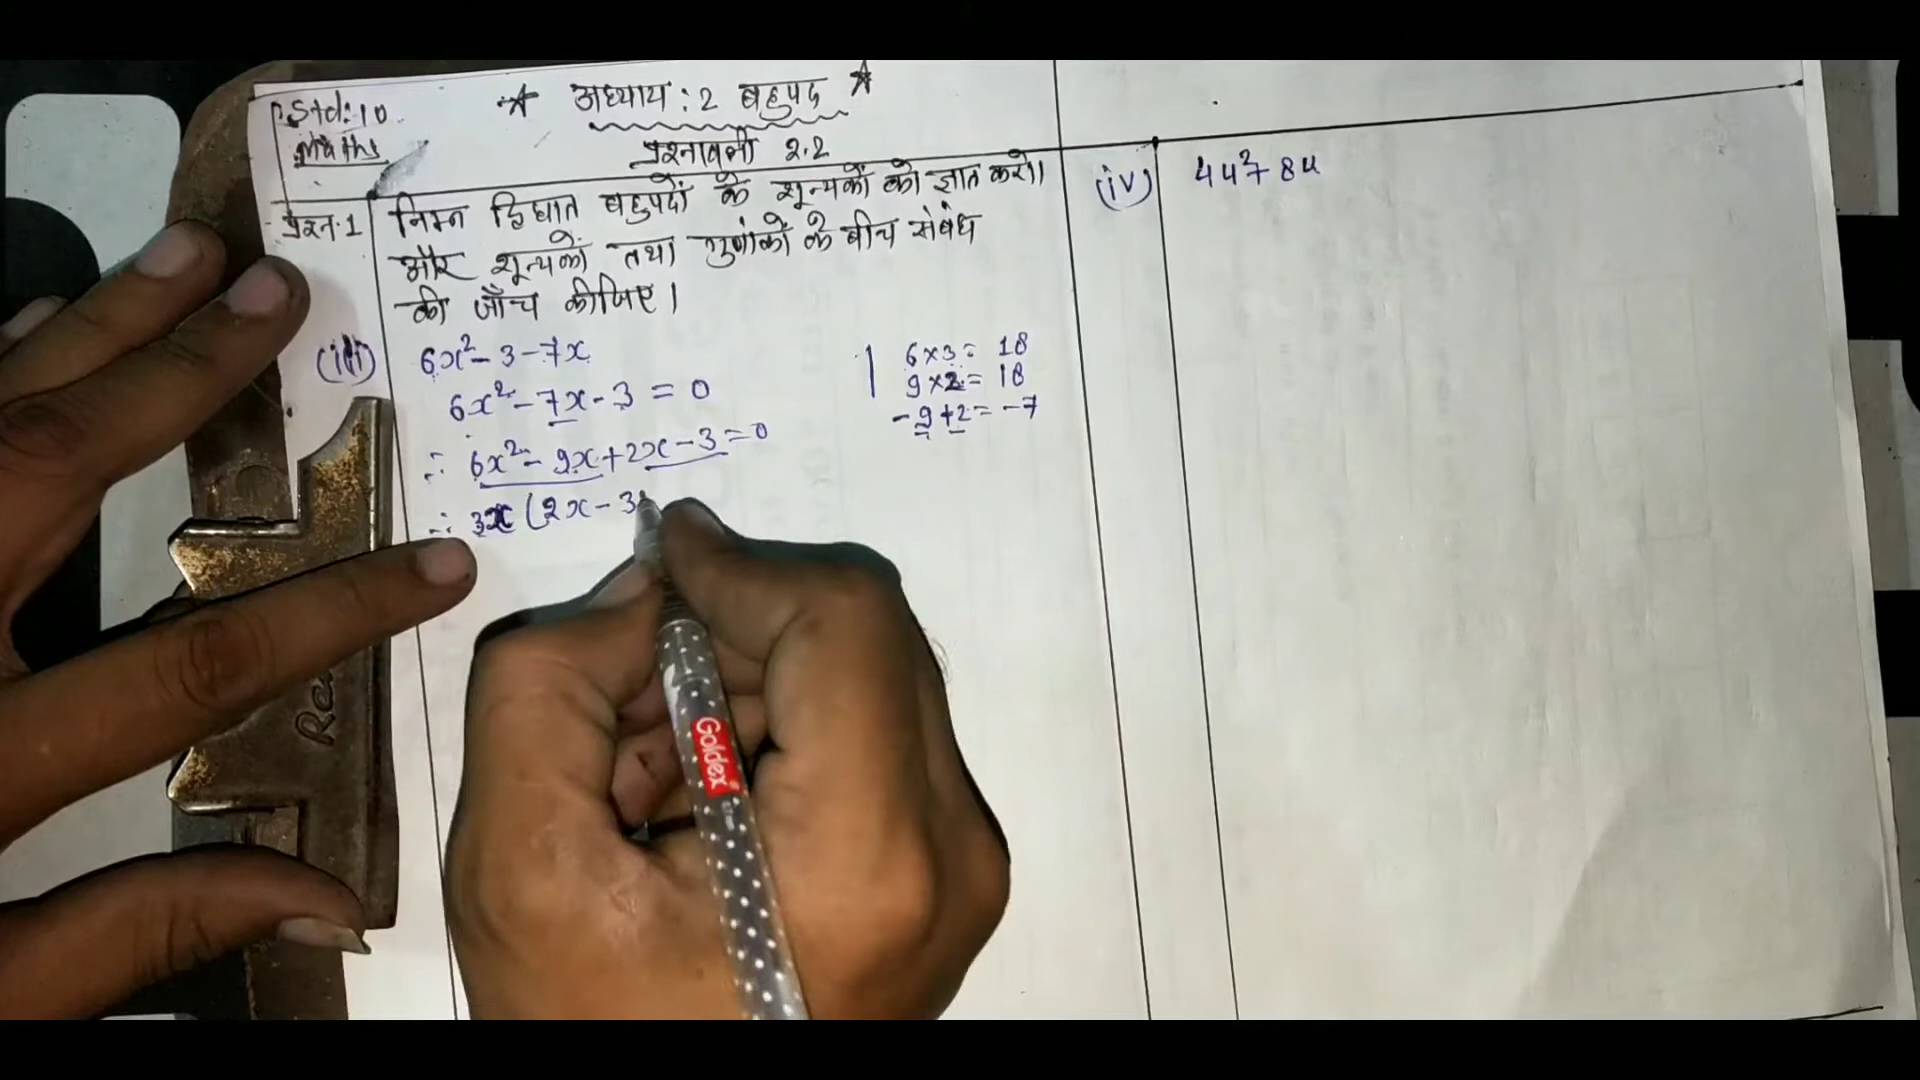 Std: 10
Maths
☆ अध्याय : 2 बहुपद ☆
प्रश्नावली 2.2
प्रश्न.1 निम्न द्विघात बहुपदों के शून्यकों को ज्ञात करो।
और शून्यकों तथा गुणांकों के बीच संबंध
की जाँच कीजिए।
(iii) 6x² - 3 - 7x
6x² - 7x - 3 = 0
∴ 6x² - 9x + 2x - 3 = 0
∴ 3x (2x - 3
6 × 3 = 18
9 × 2 = 18
- 9 + 2 = - 7
(iv) 4u² + 8u
Goldex